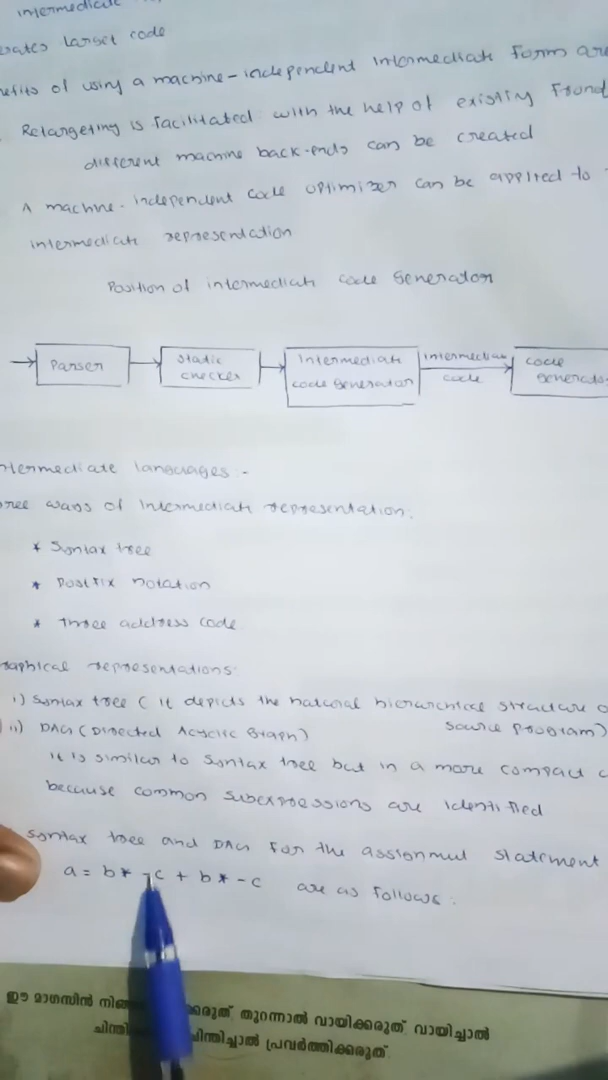 intermediate
erates target code
nefits of using a machine-independent intermediate form are
Retargeting is facilitated with the help of existing Frond
different machine back-ends can be created
A machine-independent code optimizer can be applied to
intermediate representation
Position of intermediate code Generator
Parser
static checker
Intermediate code Generator
intermediate code
code Generator
ntermediate languages:-
ree ways of Intermediate representation:
* Syntax tree
* Postfix notation
* Three address code
raphical representations:
i) Syntax tree ( it depicts the natural hierarchical structure of
source program)
ii) DAG (Directed Acyclic Graph)
it is similar to syntax tree but in a more compact
because common subexpressions are identified
Syntax tree and DAG for the assignmut statement
a = b* -c + b * -c are as follows:
ഈ മാഗസിൻ തുറന്നാൽ വായിക്കരുത്. വായിച്ചാൽ
ചിന്തിച്ചാൽ പ്രവർത്തിക്കരുത്.